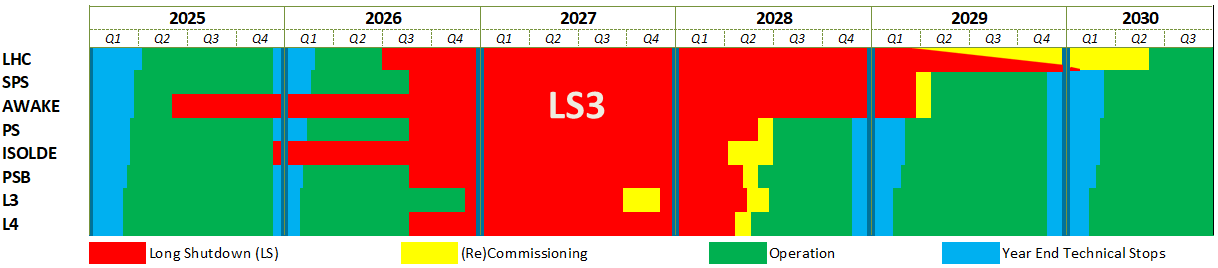 2025 2026 2027 2028 2029 2030
Q1 Q2 Q3 Q4 Q1 Q2 Q3 Q4 Q1 Q2 Q3 Q4 Q1 Q2 Q3 Q4 Q1 Q2 Q3 Q4 Q1 Q2 Q3
LHC
SPS
AWAKE
LS3
PS
ISOLDE
PSB
L3
L4
Long Shutdown (LS) (Re)Commissioning Operation Year End Technical Stops